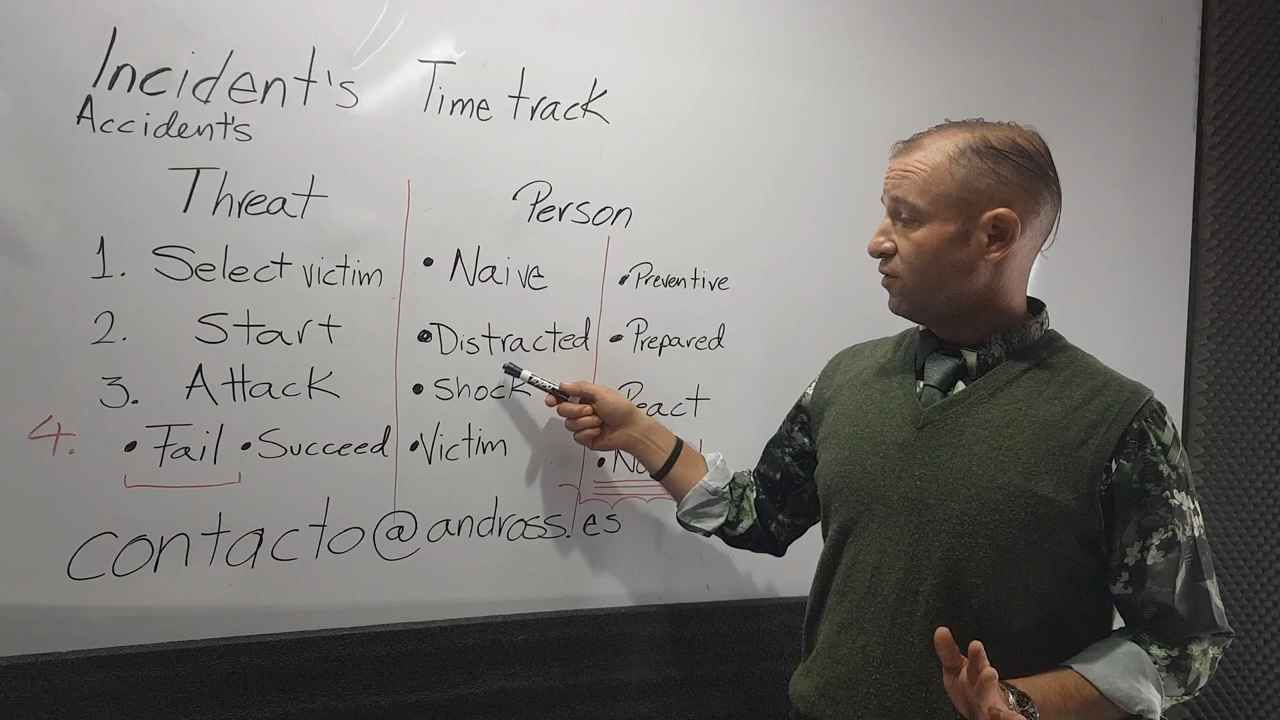 Incident's Time track
Accident's
Threat Person
1. Select victim • Naive • Preventive
2. Start • Distracted • Prepared
3. Attack • Shock React
4. • Fail • Succeed • Victim
contacto@andross.es